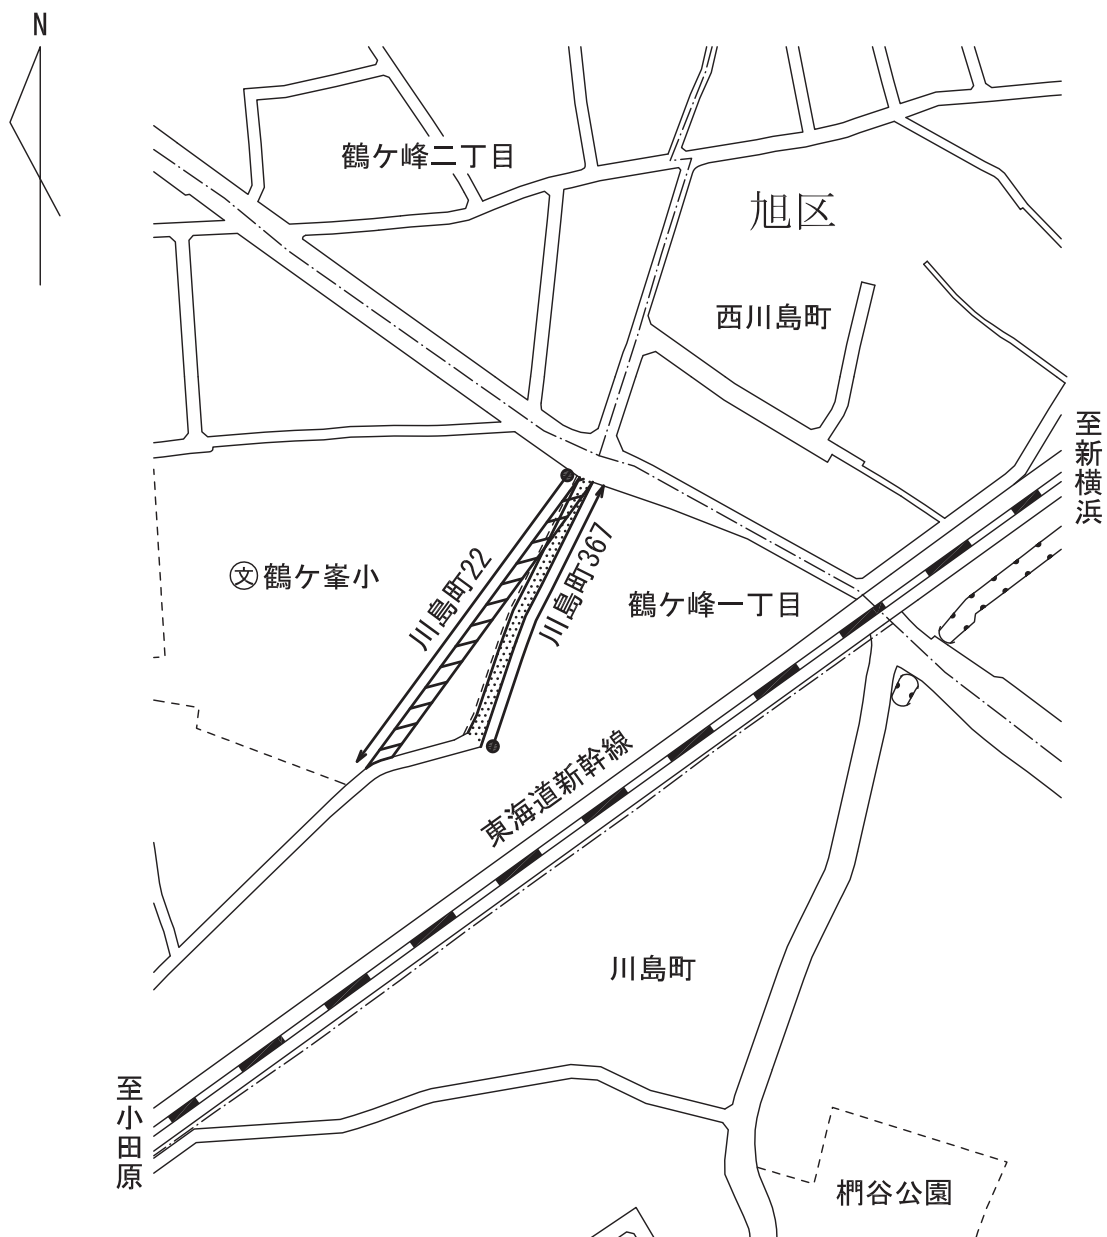 N
鶴ケ峰二丁目
旭区
西川島町
至新横浜
川島町22
川島町367
文鶴ケ峯小
鶴ケ峰一丁目
東海道新幹線
川島町
至小田原
椚谷公園